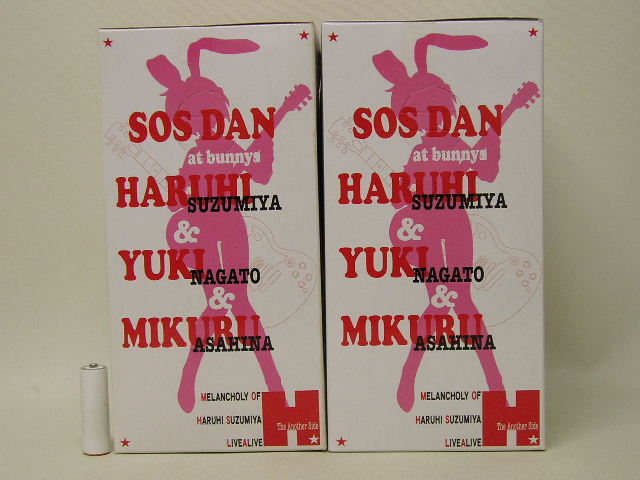 SOS DAN
at bunnys
HARUHI
SUZUMIYA
&
YUKI
NAGATO
&
MIKURU
ASAHINA
MELANCHOLY OF
HARUHI SUZUMIYA
LIVEALIVE
H
The Another Side
SOS DAN
at bunnys
HARUHI
SUZUMIYA
&
YUKI
NAGATO
&
MIKURU
ASAHINA
MELANCHOLY OF
HARUHI SUZUMIYA
LIVEALIVE
H
The Another Side